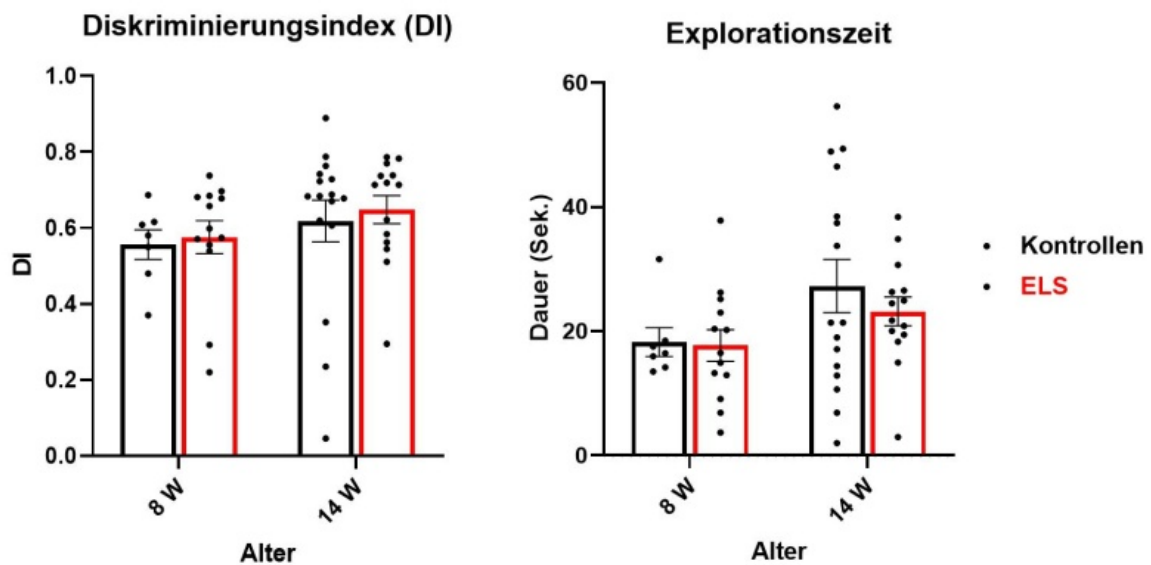 Diskriminierungsindex (DI)
1.0
0.8
0.6
0.4
0.2
0.0
DI
8 W
14 W
Alter
Explorationszeit
60
40
20
0
Dauer (Sek.)
8 W
14 W
Alter
Kontrollen
ELS